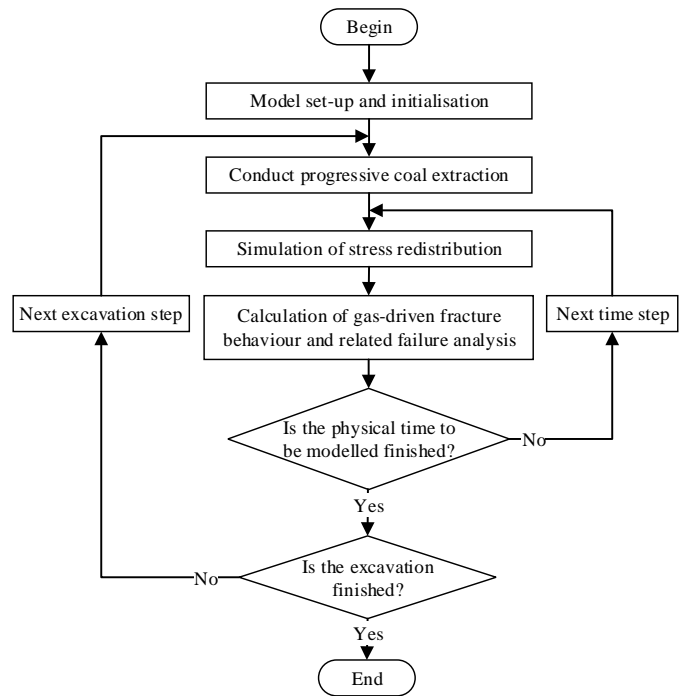 Begin
Model set-up and initialisation
Conduct progressive coal extraction
Simulation of stress redistribution
Next excavation step
Calculation of gas-driven fracture
behaviour and related failure analysis
Next time step
Is the physical time to
be modelled finished?
No
Yes
Is the excavation
finished?
No
Yes
End